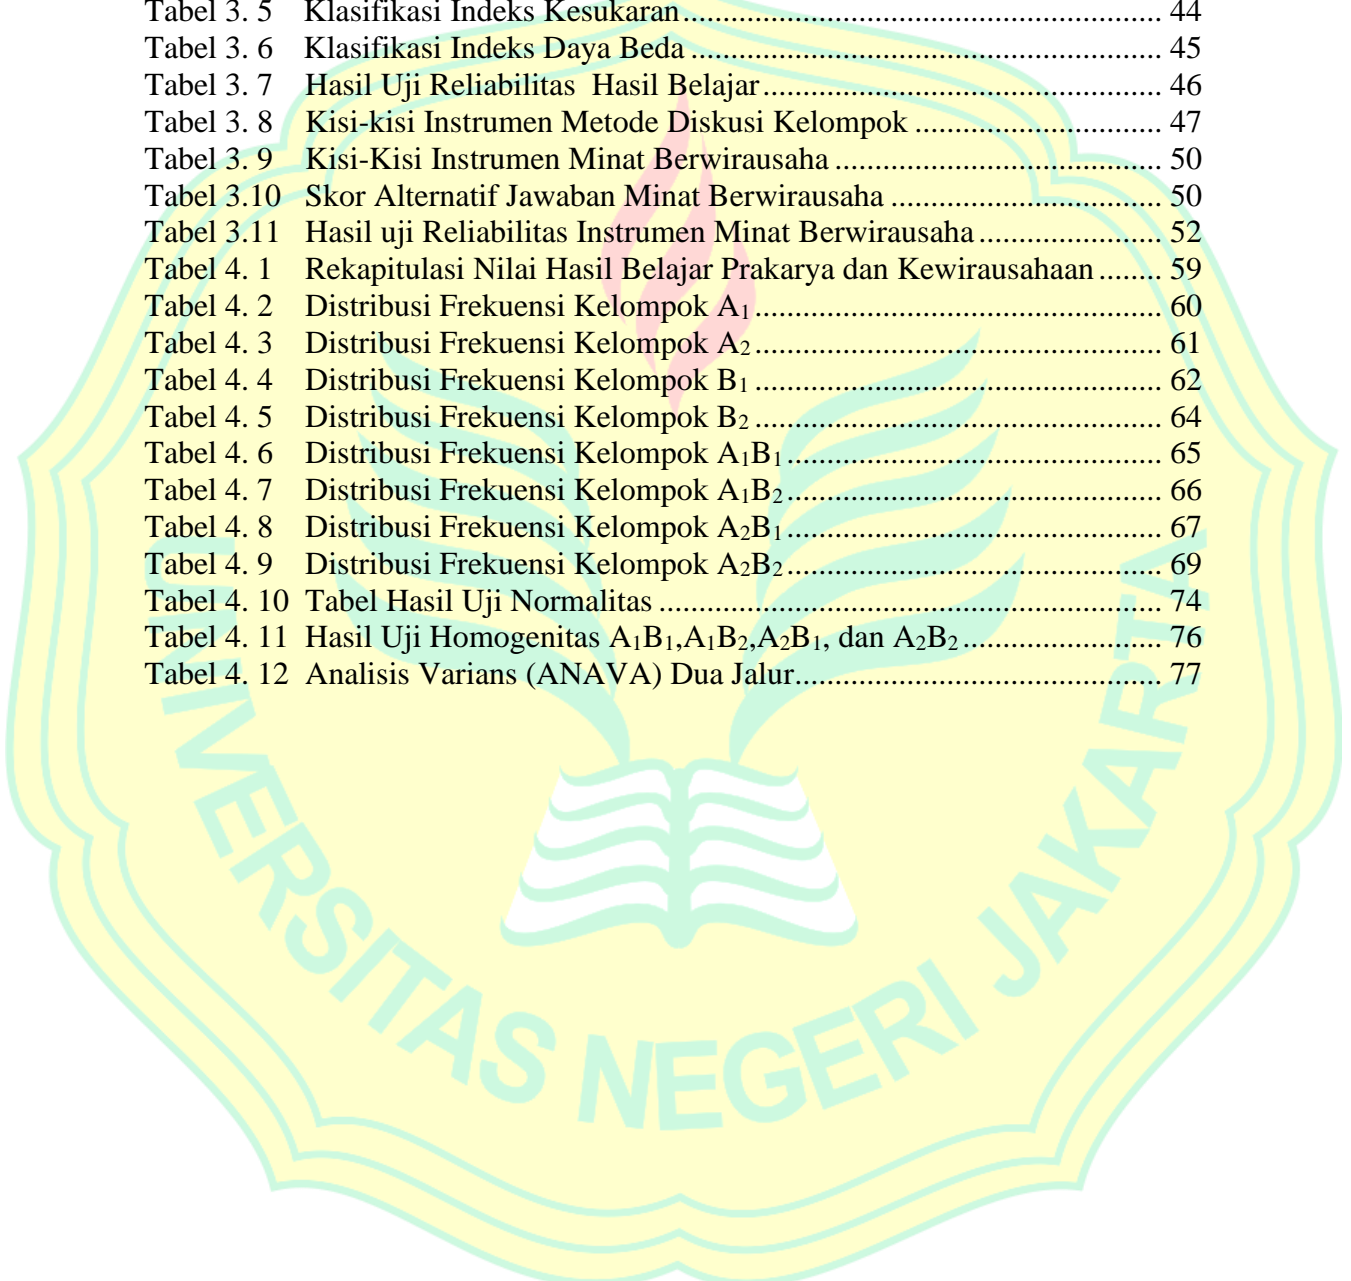 Tabel 3. 5 Klasifikasi Indeks Kesukaran............................................................ 44
Tabel 3. 6 Klasifikasi Indeks Daya Beda ........................................................... 45
Tabel 3. 7 Hasil Uji Reliabilitas Hasil Belajar.................................................. 46
Tabel 3. 8 Kisi-kisi Instrumen Metode Diskusi Kelompok ............................... 47
Tabel 3. 9 Kisi-Kisi Instrumen Minat Berwirausaha ......................................... 50
Tabel 3.10 Skor Alternatif Jawaban Minat Berwirausaha .................................. 50
Tabel 3.11 Hasil uji Reliabilitas Instrumen Minat Berwirausaha ....................... 52
Tabel 4. 1 Rekapitulasi Nilai Hasil Belajar Prakarya dan Kewirausahaan ........ 59
Tabel 4. 2 Distribusi Frekuensi Kelompok A₁ ................................................... 60
Tabel 4. 3 Distribusi Frekuensi Kelompok A₂ ................................................... 61
Tabel 4. 4 Distribusi Frekuensi Kelompok B₁ ................................................... 62
Tabel 4. 5 Distribusi Frekuensi Kelompok B₂ ................................................... 64
Tabel 4. 6 Distribusi Frekuensi Kelompok A₁B₁ ............................................... 65
Tabel 4. 7 Distribusi Frekuensi Kelompok A₁B₂ ............................................... 66
Tabel 4. 8 Distribusi Frekuensi Kelompok A₂B₁ ............................................... 67
Tabel 4. 9 Distribusi Frekuensi Kelompok A₂B₂ ............................................... 69
Tabel 4. 10 Tabel Hasil Uji Normalitas ............................................................... 74
Tabel 4. 11 Hasil Uji Homogenitas A₁B₁,A₁B₂,A₂B₁, dan A₂B₂ ......................... 76
Tabel 4. 12 Analisis Varians (ANAVA) Dua Jalur.............................................. 77
UNIVERSITAS NEGERI JAKARTA